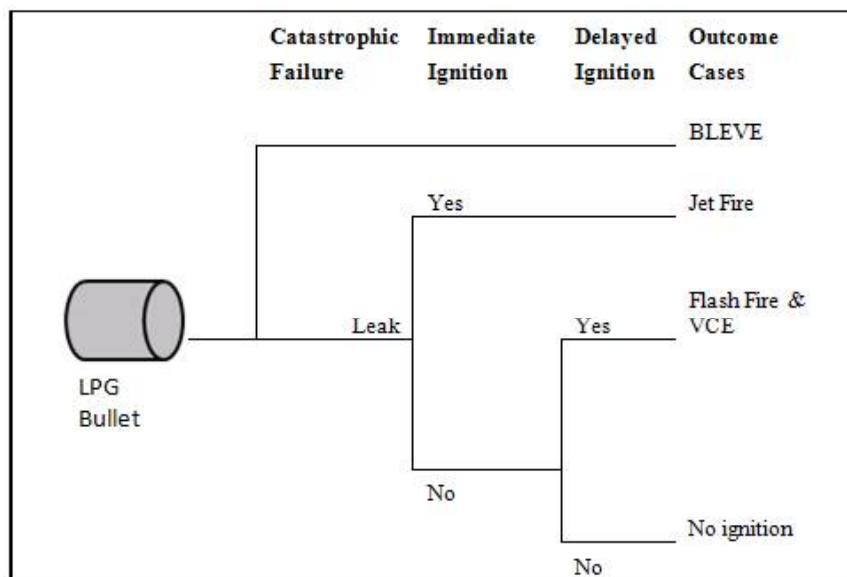 Catastrophic Failure
Immediate Ignition
Delayed Ignition
Outcome Cases
BLEVE
Yes
Jet Fire
Flash Fire &
VCE
Leak
Yes
LPG
Bullet
No
No ignition
No